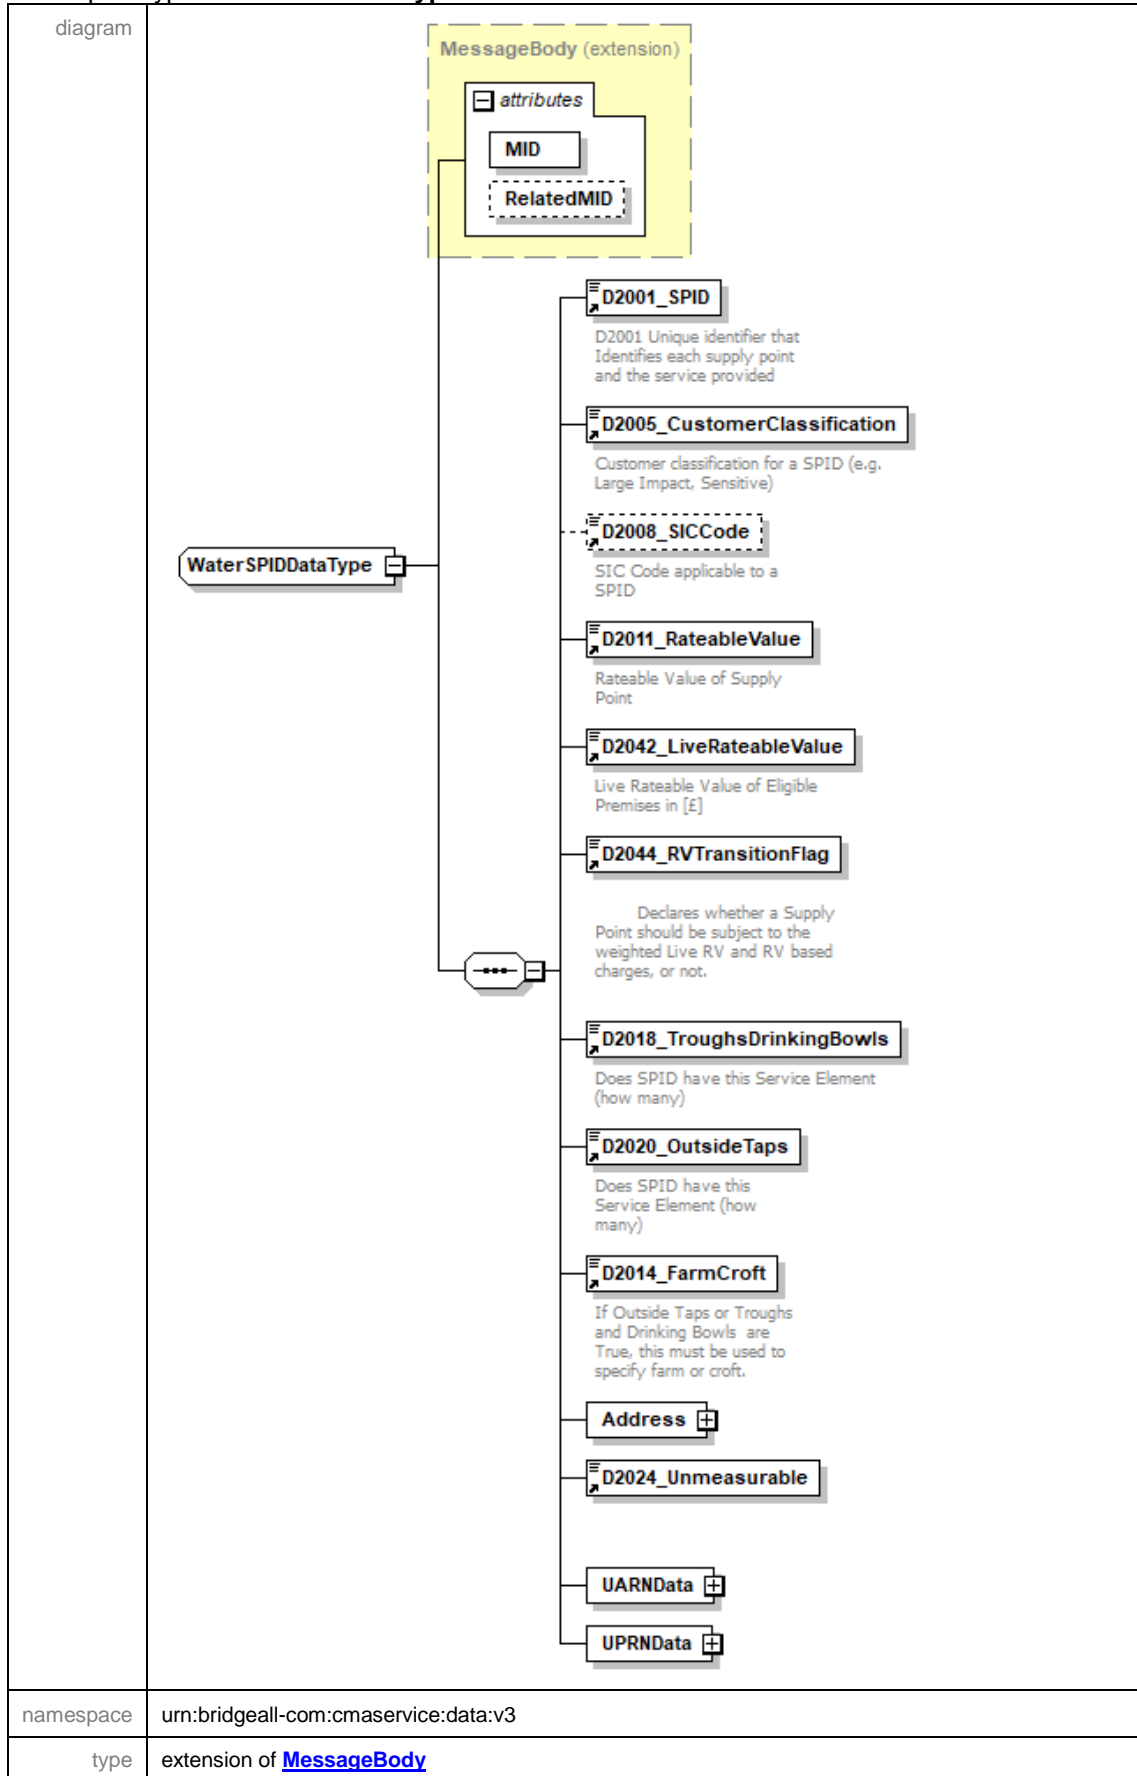 diagram
MessageBody (extension)
attributes
MID
RelatedMID
D2001_SPID
D2001 Unique identifier that
Identifies each supply point
and the service provided
D2005_CustomerClassification
Customer classification for a SPID (e.g.
Large Impact, Sensitive)
D2008_SICCode
SIC Code applicable to a
SPID
WaterSPIDDataType
D2011_RateableValue
Rateable Value of Supply
Point
D2042_LiveRateableValue
Live Rateable Value of Eligible
Premises in [£]
D2044_RVTransitionFlag
Declares whether a Supply
Point should be subject to the
weighted Live RV and RV based
charges, or not.
D2018_TroughsDrinkingBowls
Does SPID have this Service Element
(how many)
D2020_OutsideTaps
Does SPID have this
Service Element (how
many)
D2014_FarmCroft
If Outside Taps or Troughs
and Drinking Bowls are
True, this must be used to
specify farm or croft.
Address
D2024_Unmeasurable
UARNData
UPRNData
namespace urn:bridgeall-com:cmaservice:data:v3
type extension of MessageBody